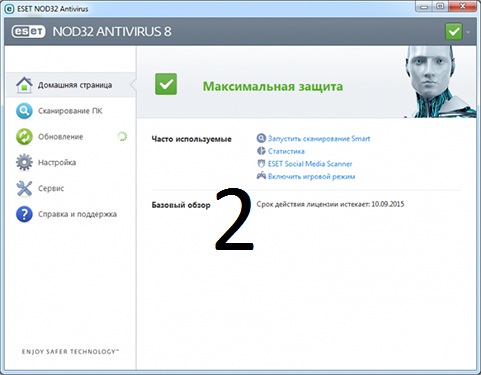 ESET NOD32 Antivirus
eset NOD32 ANTIVIRUS 8
Домашняя страница
Сканирование ПК
Обновление
Настройка
Сервис
Справка и поддержка
Максимальная защита
Часто используемые
Запустить сканирование Smart
Статистика
ESET Social Media Scanner
Включить игровой режим
Базовый обзор
Срок действия лицензии истекает: 10.09.2015
2
ENJOY SAFER TECHNOLOGY™